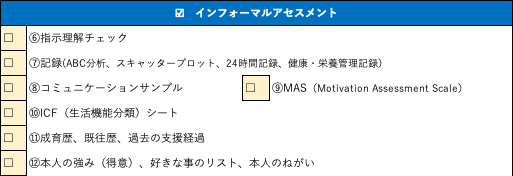 ☑ インフォーマルアセスメント
□ ⑥指示理解チェック
□ ⑦記録(ABC分析、スキャッタープロット、24時間記録、健康・栄養管理記録)
□ ⑧コミュニケーションサンプル □ ⑨MAS（Motivation Assessment Scale）
□ ⑩ICF（生活機能分類）シート
□ ⑪成育歴、既往歴、過去の支援経過
□ ⑫本人の強み（得意）、好きな事のリスト、本人のねがい